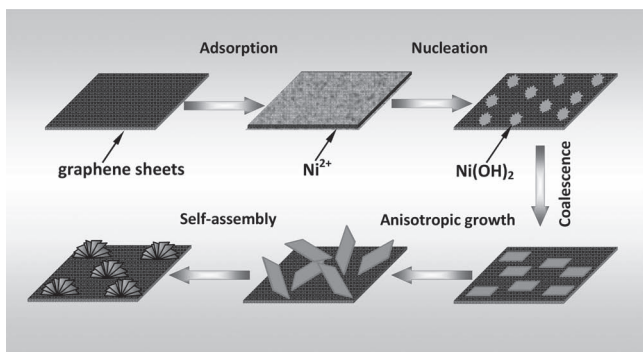 Adsorption
Nucleation
graphene sheets
Ni²⁺
Ni(OH)₂
Coalescence
Self-assembly
Anisotropic growth